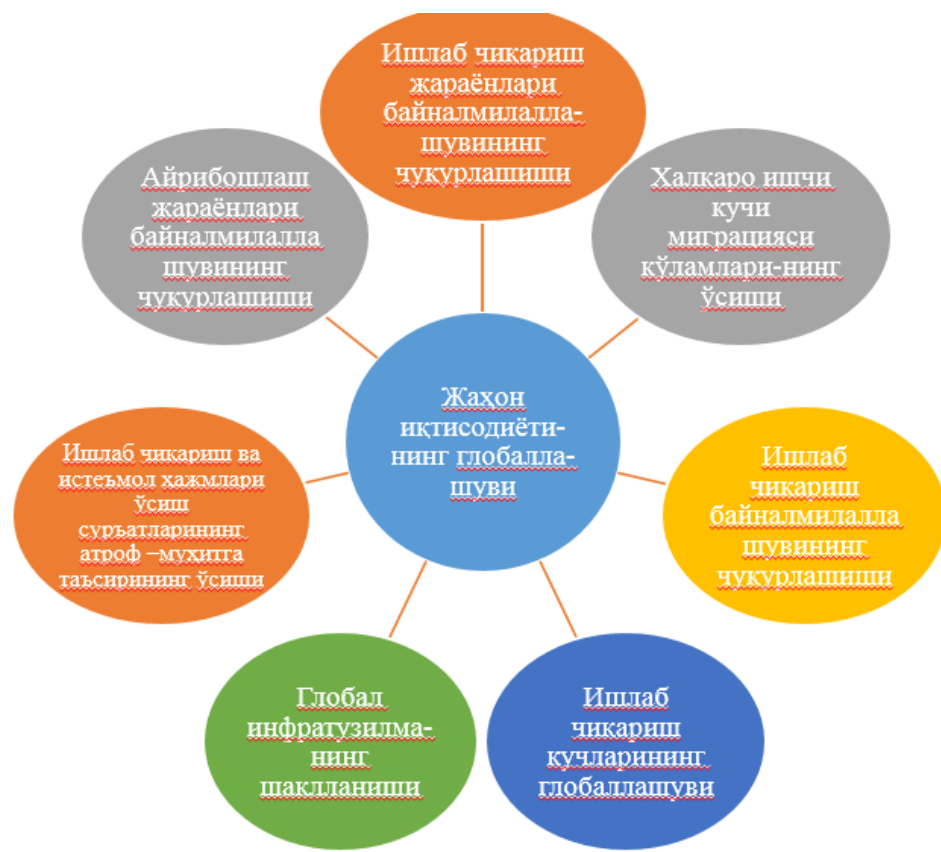 Ишлаб чиқариш
жараёнлари
байналмилалла-
шувининг
чуқурлашиши
Айрибошлаш
жараёнлари
байналмилалла
шувининг
чуқурлашиши
Халқаро ишчи
кучи
миграцияси
кўламлари-нинг
ўсиши
Жаҳон
иқтисодиёти-
нинг глобалла-
шуви
Ишлаб чиқариш ва
истеъмол ҳажмлари
ўсиш
суръатларининг
атроф –муҳитга
таъсирининг ўсиши
Ишлаб
чиқариш
байналмилалла
шувининг
чуқурлашиши
Глобал
инфратузилма-
нинг
шаклланиши
Ишлаб
чиқариш
кучларининг
глобаллашуви